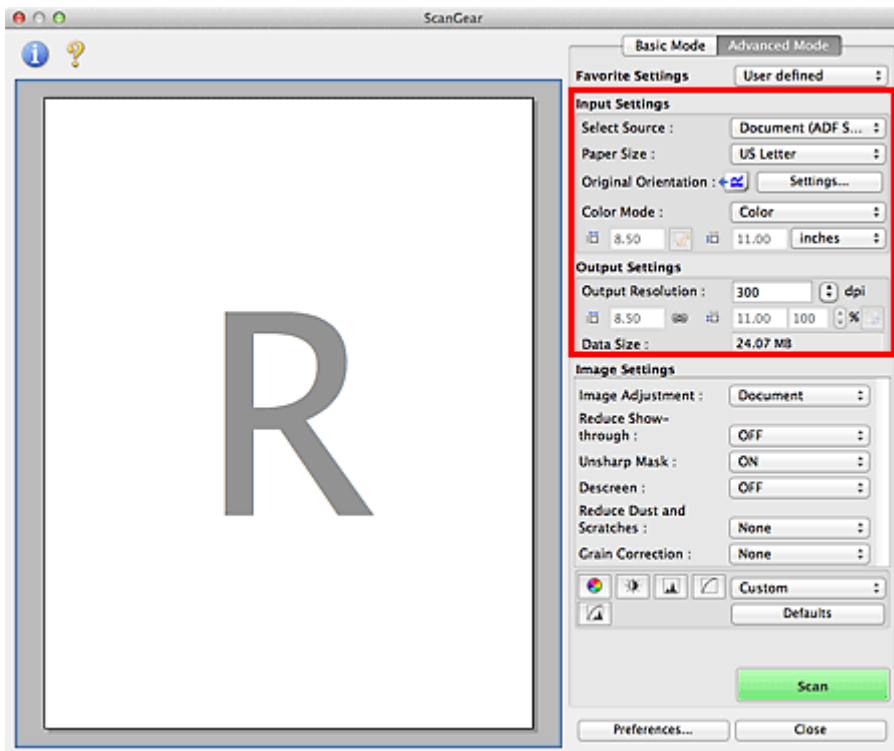 ScanGear
Basic Mode Advanced Mode
Favorite Settings User defined
Input Settings
Select Source : Document (ADF S...
Paper Size : US Letter
Original Orientation : Settings...
Color Mode : Color
8.50 11.00 inches
Output Settings
Output Resolution : 300 dpi
8.50 11.00 100 %
Data Size : 24.07 MB
Image Settings
Image Adjustment : Document
Reduce Show-
through : OFF
Unsharp Mask : ON
Descreen : OFF
Reduce Dust and
Scratches : None
Grain Correction : None
Custom
Defaults
Scan
Preferences... Close
R